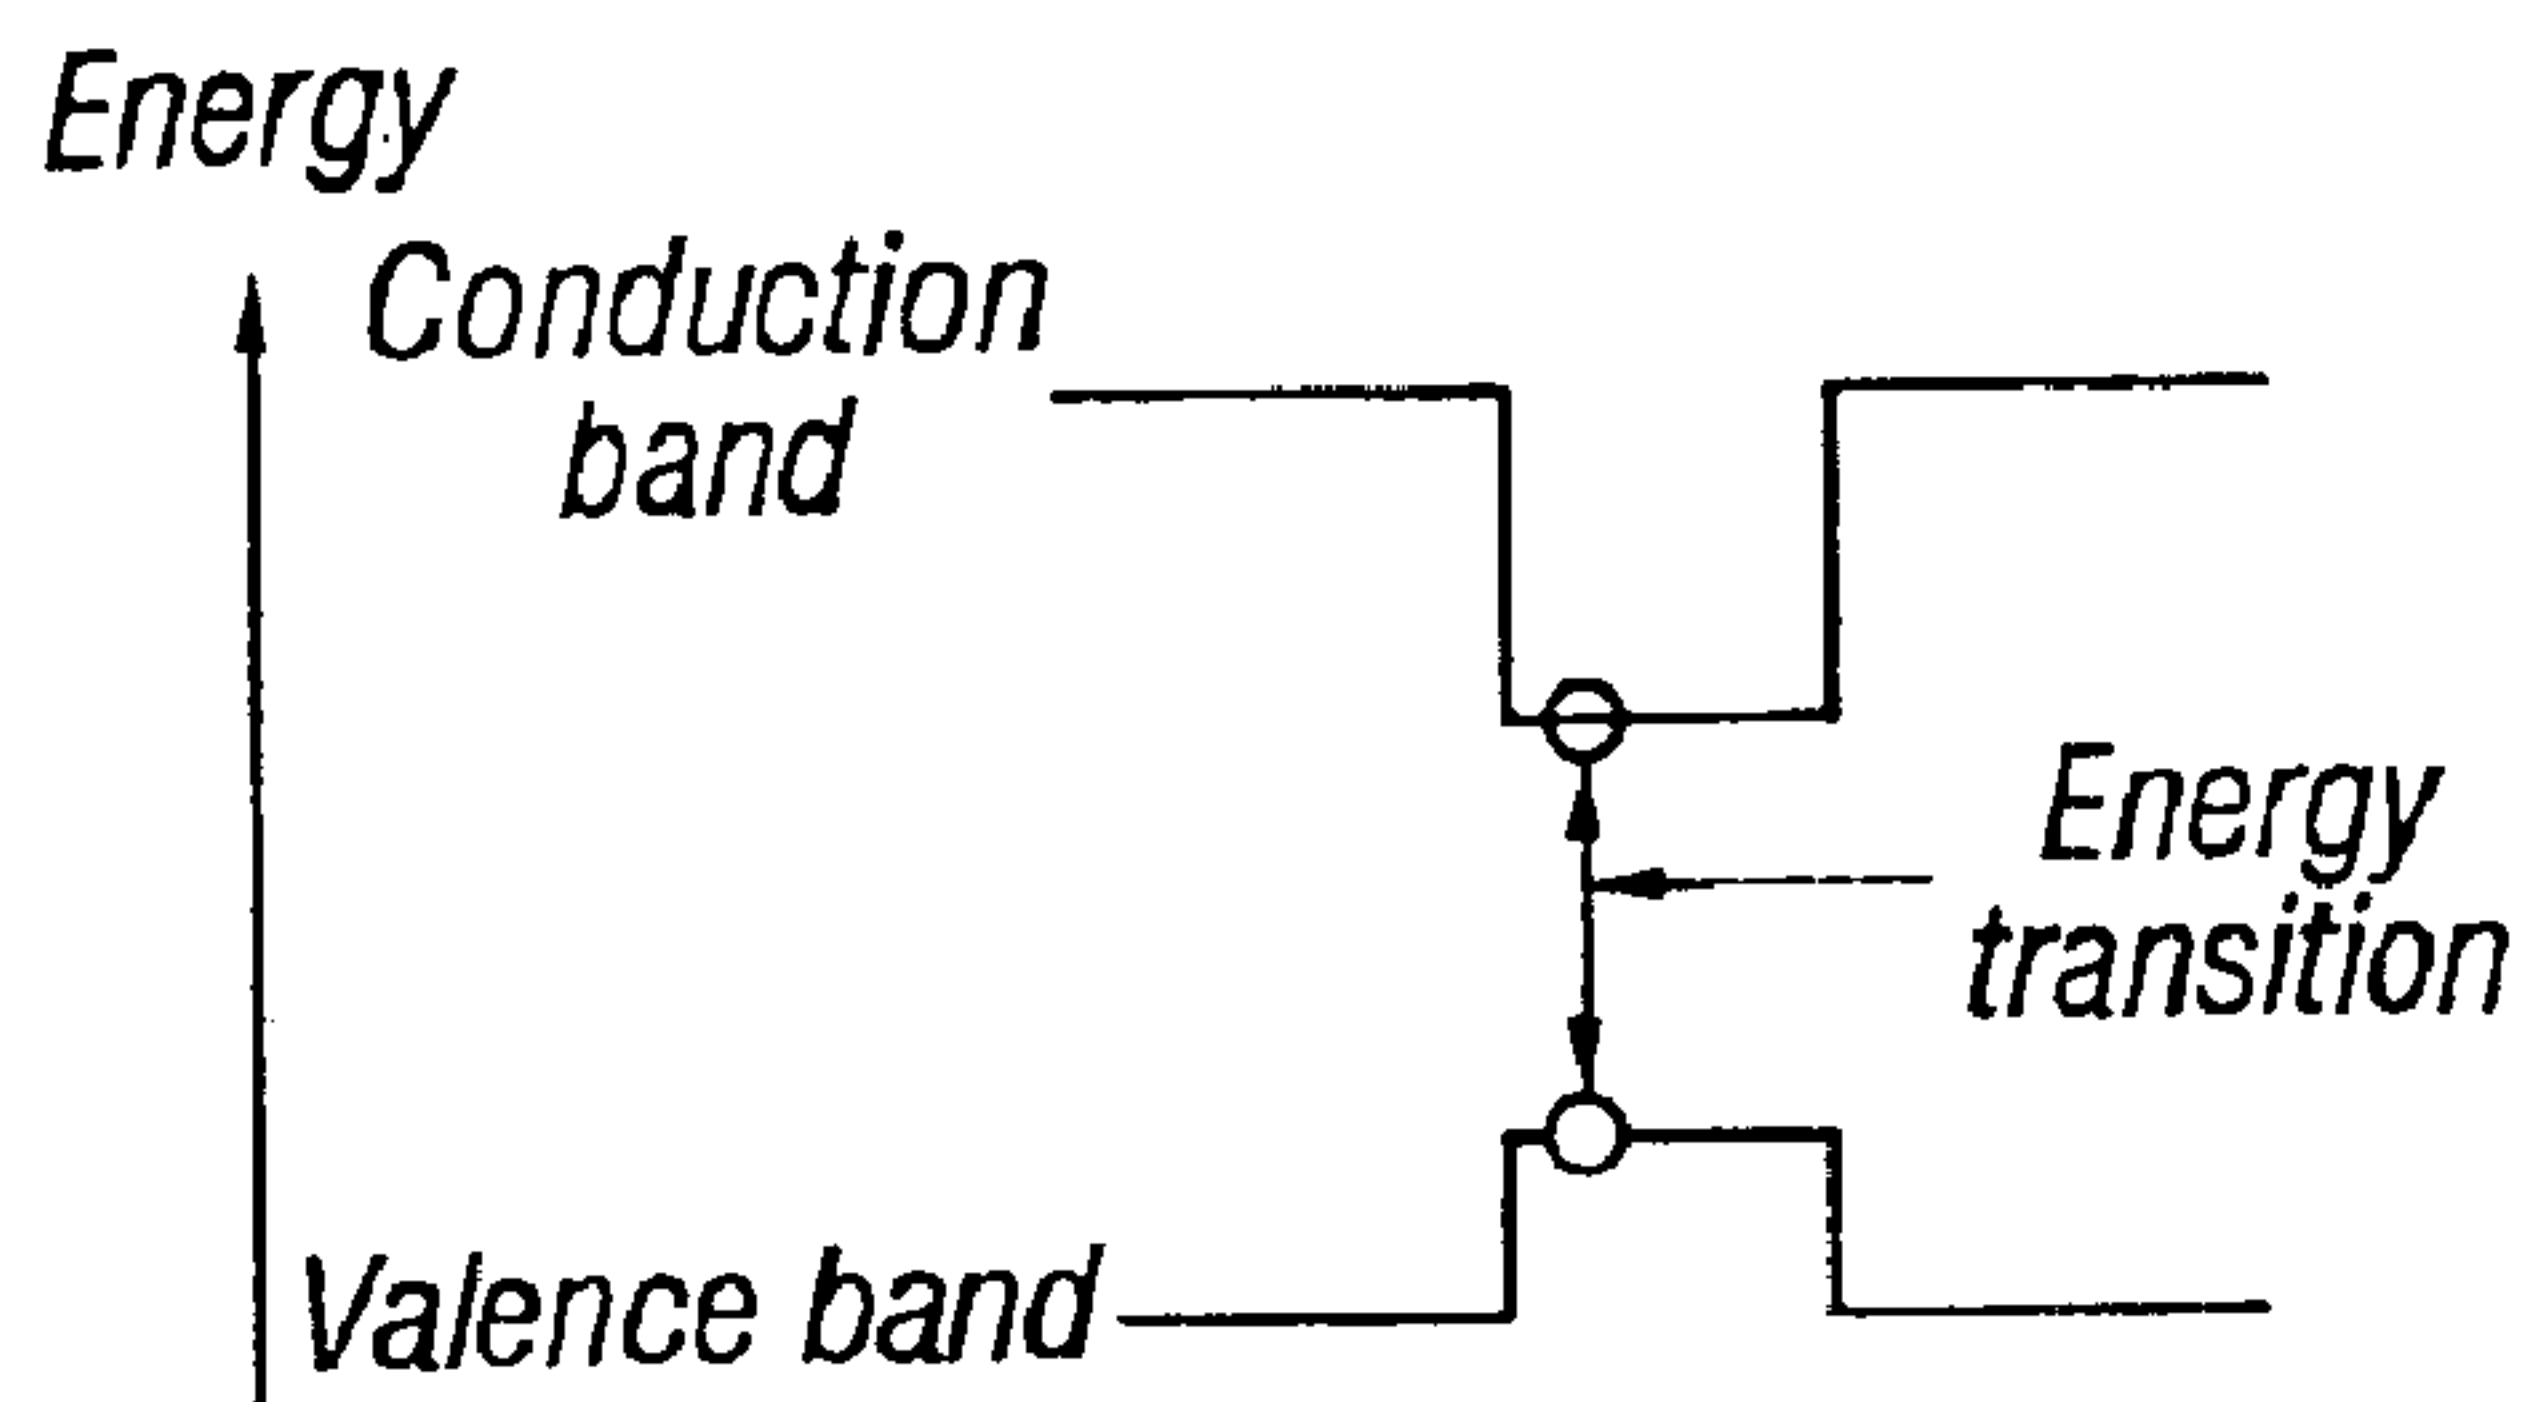 Energy
Conduction
band
Energy
transition
Valence band